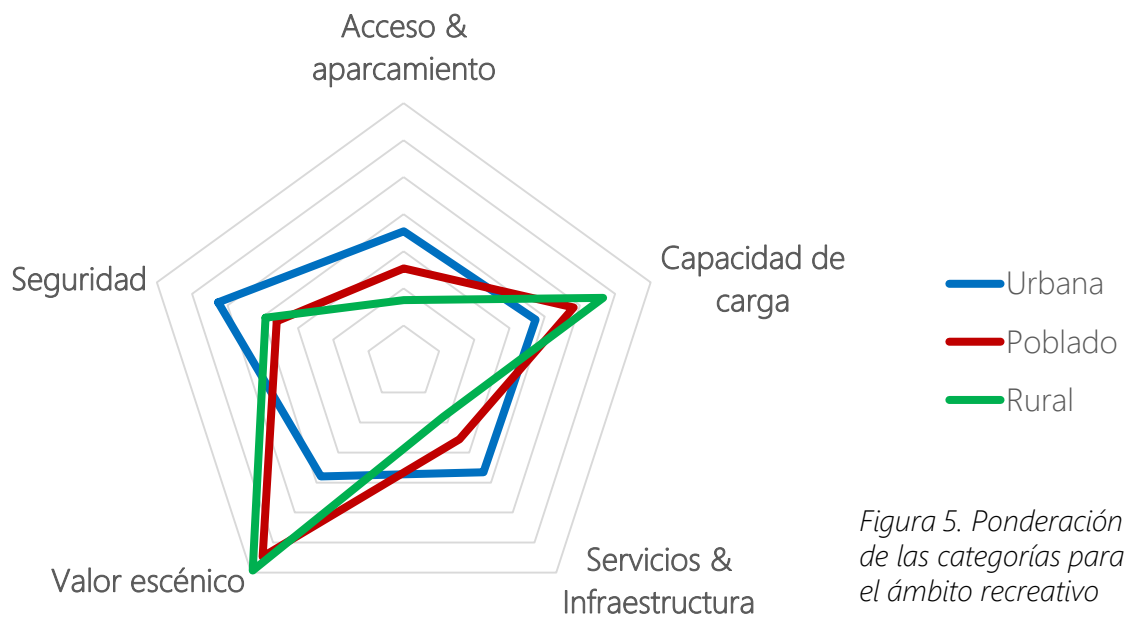 Acceso &
aparcamiento
Seguridad
Capacidad de
carga
Urbana
Poblado
Rural
Valor escénico
Servicios &
Infraestructura
Figura 5. Ponderación
de las categorías para
el ámbito recreativo